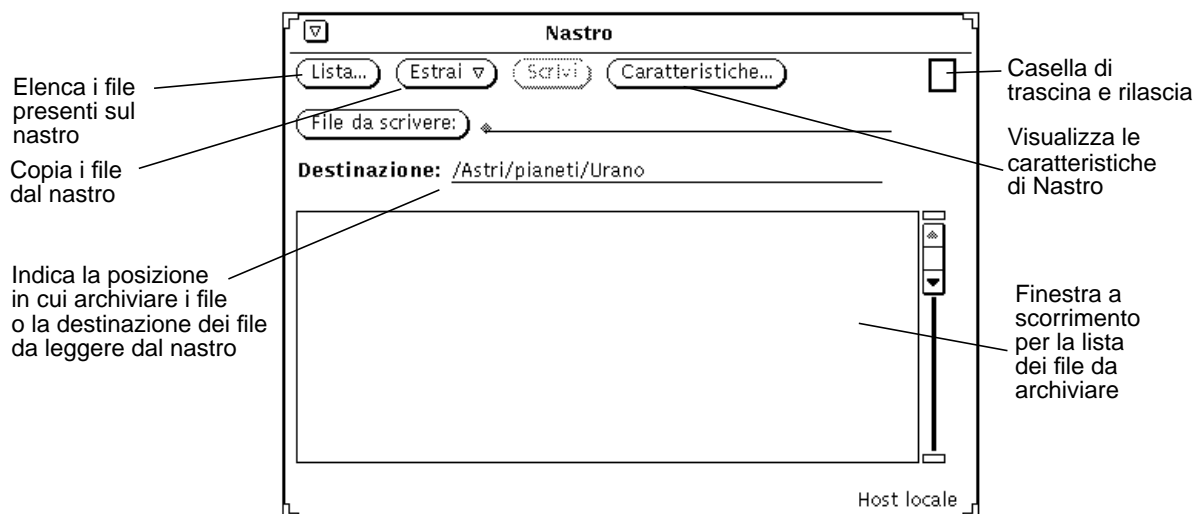 Nastro
Lista... Estrai Scrivi Caratteristiche...
File da scrivere:
Destinazione: /Astri/pianeti/Urano
Host locale
Elenca i file
presenti sul
nastro
Copia i file
dal nastro
Indica la posizione
in cui archiviare i file
o la destinazione dei file
da leggere dal nastro
Casella di
trascina e rilascia
Visualizza le
caratteristiche
di Nastro
Finestra a
scorrimento
per la lista
dei file da
archiviare